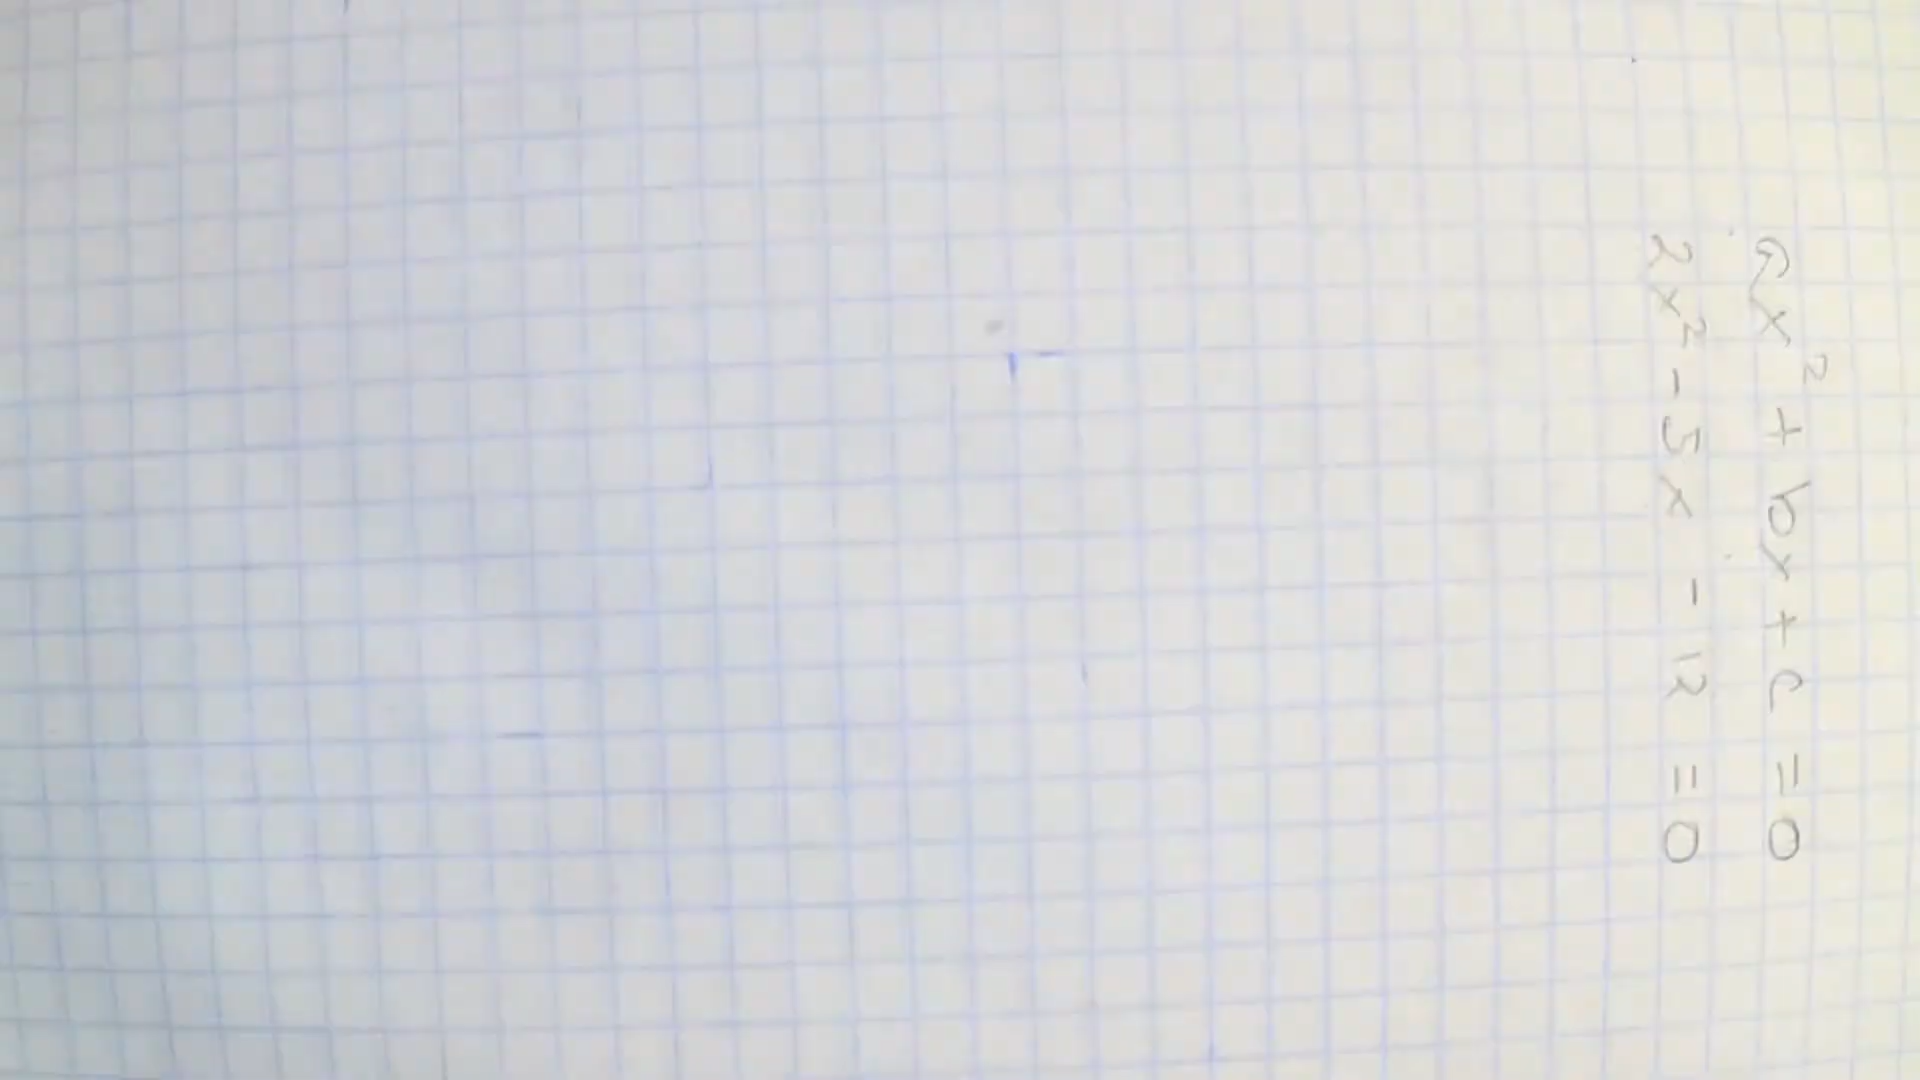 ax² + bx + c = 0
2x² - 5x - 12 = 0